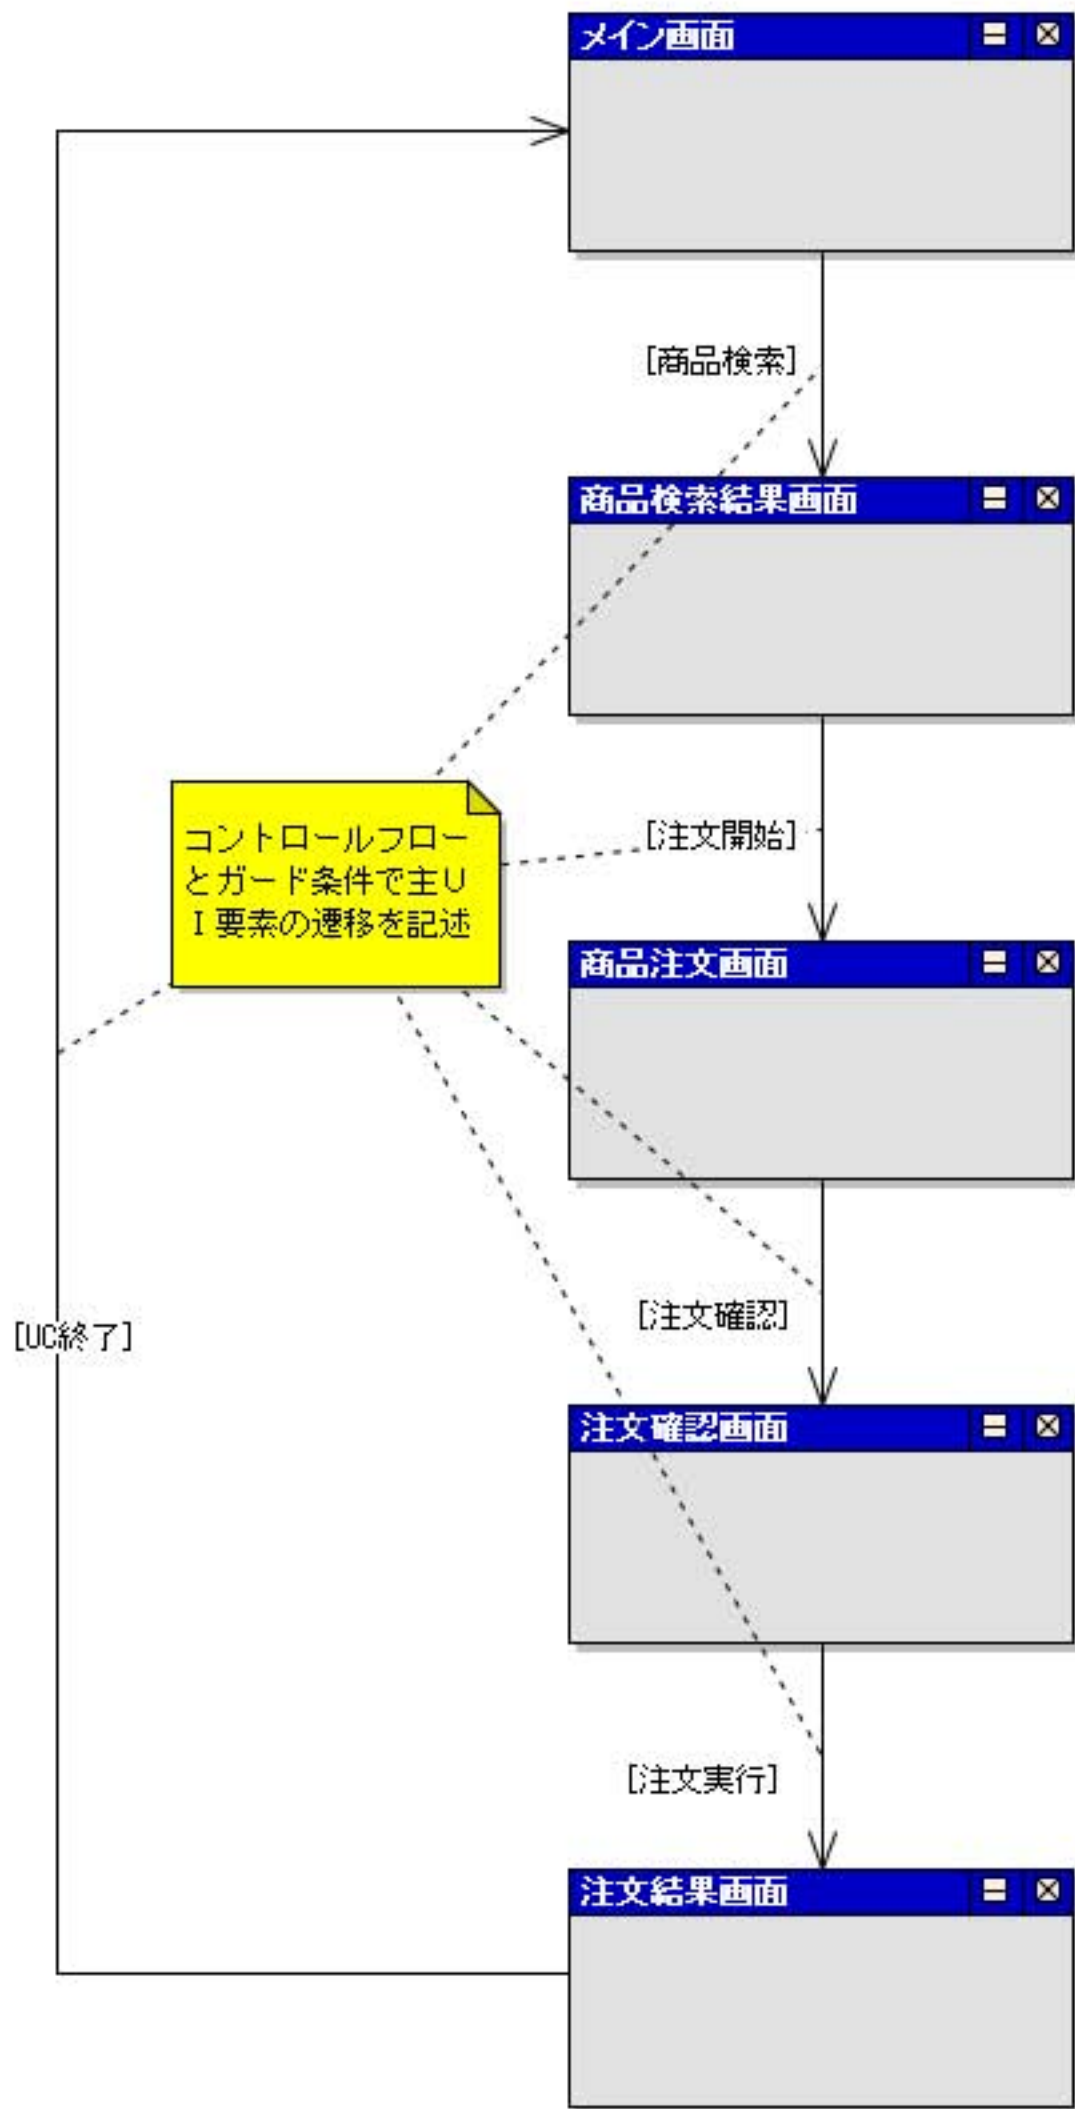 メイン画面
[商品検索]
商品検索結果画面
コントロールフロー
とガード条件で主U
I要素の遷移を記述
[注文開始]
商品注文画面
[注文確認]
[UC終了]
注文確認画面
[注文実行]
注文結果画面